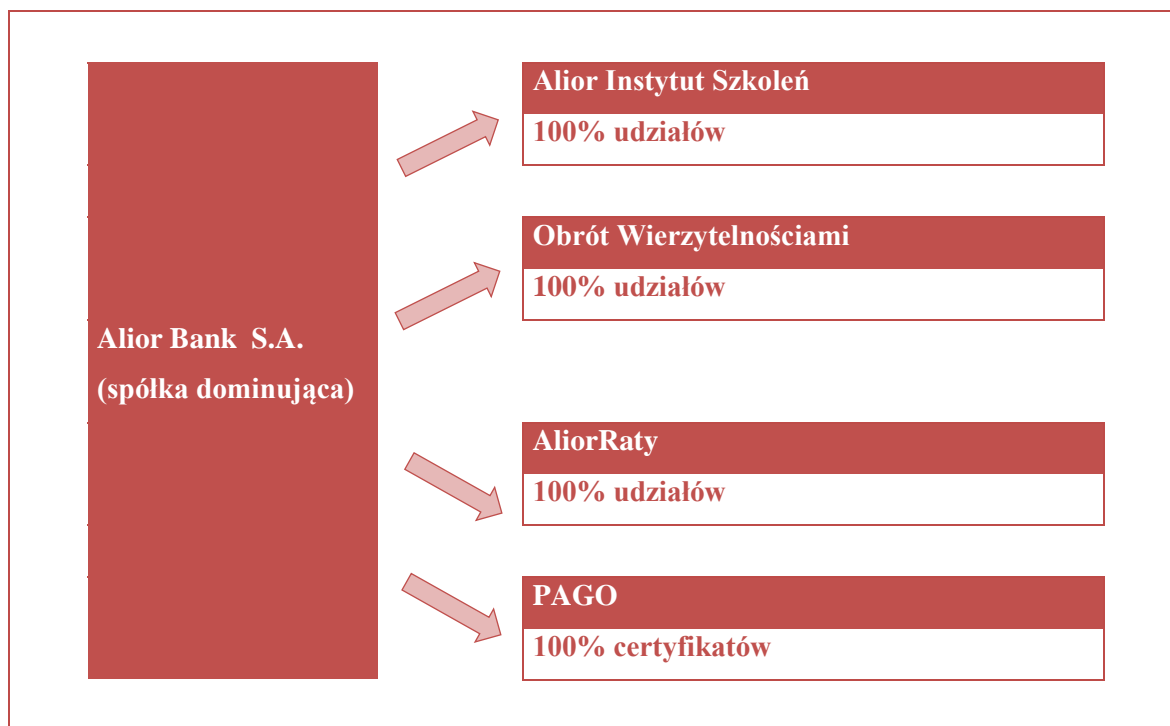 Alior Bank S.A.
(spółka dominująca)
Alior Instytut Szkoleń
100% udziałów
Obrót Wierzytelnościami
100% udziałów
AliorRaty
100% udziałów
PAGO
100% certyfikatów